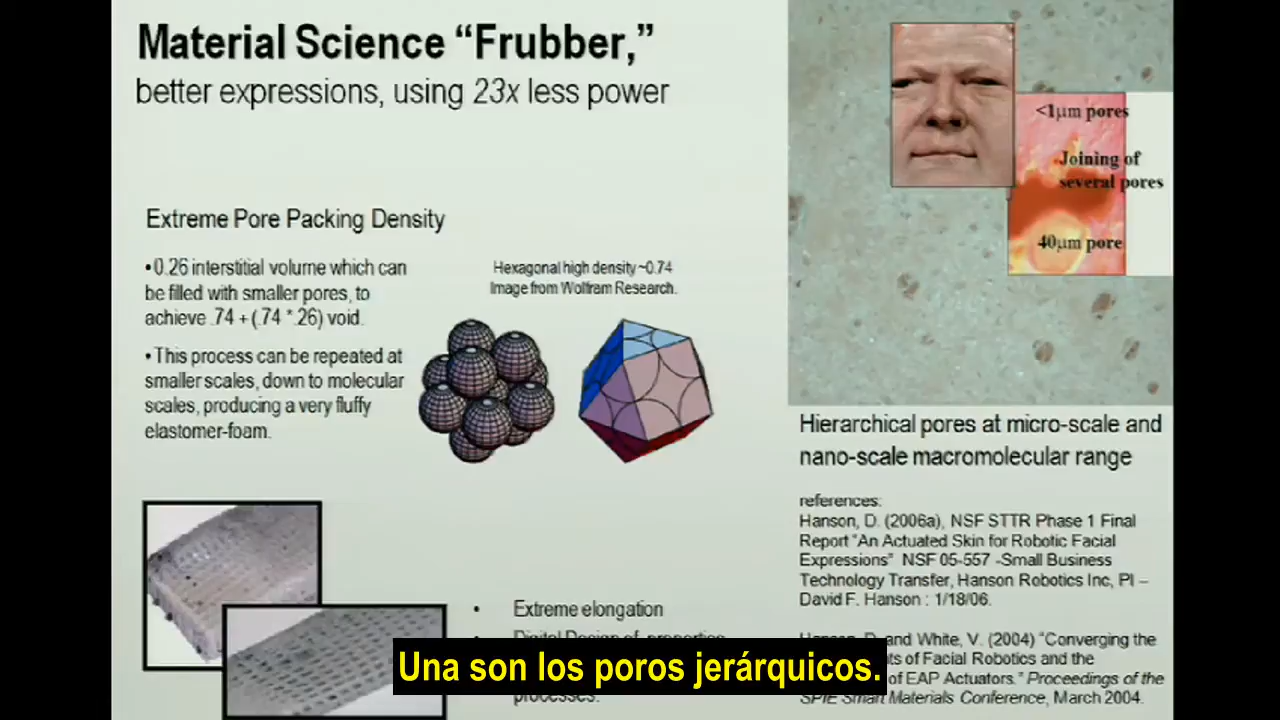 Material Science “Frubber,”
better expressions, using 23x less power
Extreme Pore Packing Density
•0.26 interstitial volume which can
be filled with smaller pores, to
achieve .74 + (.74 *.26) void.
•This process can be repeated at
smaller scales, down to molecular
scales, producing a very fluffy
elastomer-foam.
Hexagonal high density ~0.74
Image from Wolfram Research.
• Extreme elongation
• Digital Design of properties
processes.
<1µm pores
Joining of
several pores
40µm pore
Hierarchical pores at micro-scale and
nano-scale macromolecular range
references:
Hanson, D. (2006a), NSF STTR Phase 1 Final
Report “An Actuated Skin for Robotic Facial
Expressions” NSF 05-557 -Small Business
Technology Transfer, Hanson Robotics Inc, PI –
David F. Hanson : 1/18/06.
Hanson, D. and White, V. (2004) “Converging the
of Facial Robotics and the
of EAP Actuators.” Proceedings of the
SPIE Smart Materials Conference, March 2004.
Una son los poros jerárquicos.